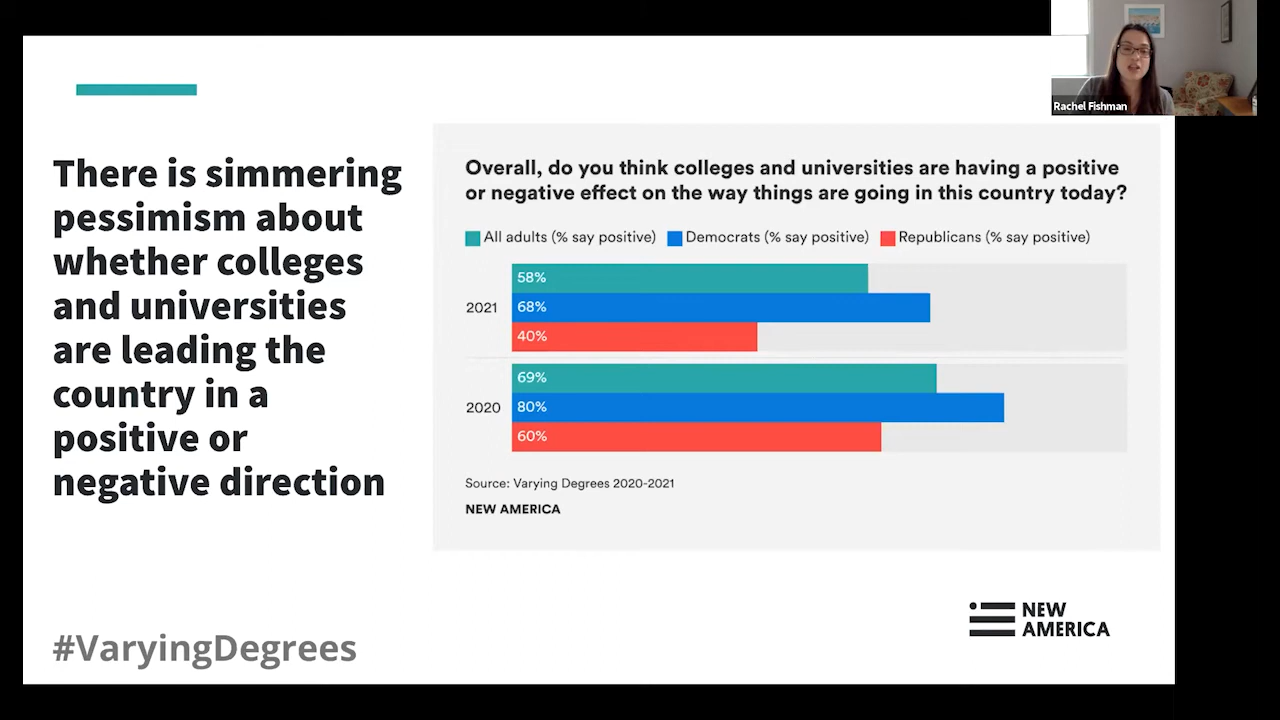 Rachel Fishman
There is simmering
pessimism about
whether colleges
and universities
are leading the
country in a
positive or
negative direction
Overall, do you think colleges and universities are having a positive
or negative effect on the way things are going in this country today?
All adults (% say positive) Democrats (% say positive) Republicans (% say positive)
2021
58%
68%
40%
2020
69%
80%
60%
Source: Varying Degrees 2020-2021
NEW AMERICA
#VaryingDegrees
NEW
AMERICA